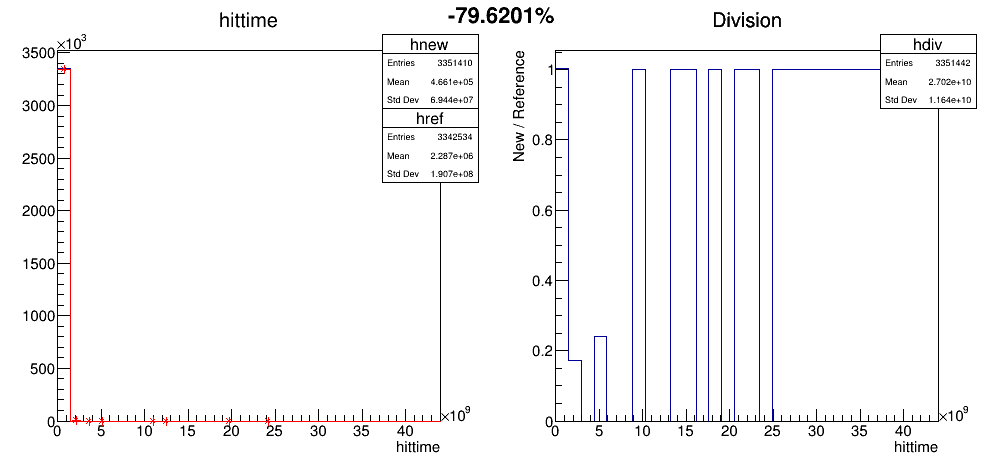 -79.6201%
hittime
×10³
3500
3000
2500
2000
1500
1000
500
0
0 5 10 15 20 25 30 35 40
×10⁹
hittime
hnew
Entries 3351410
Mean 4.661e+05
Std Dev 6.944e+07
href
Entries 3342534
Mean 2.287e+06
Std Dev 1.907e+08
Division
New / Reference
1
0.8
0.6
0.4
0.2
0
0 5 10 15 20 25 30 35 40
×10⁹
hittime
hdiv
Entries 3351442
Mean 2.702e+10
Std Dev 1.164e+10